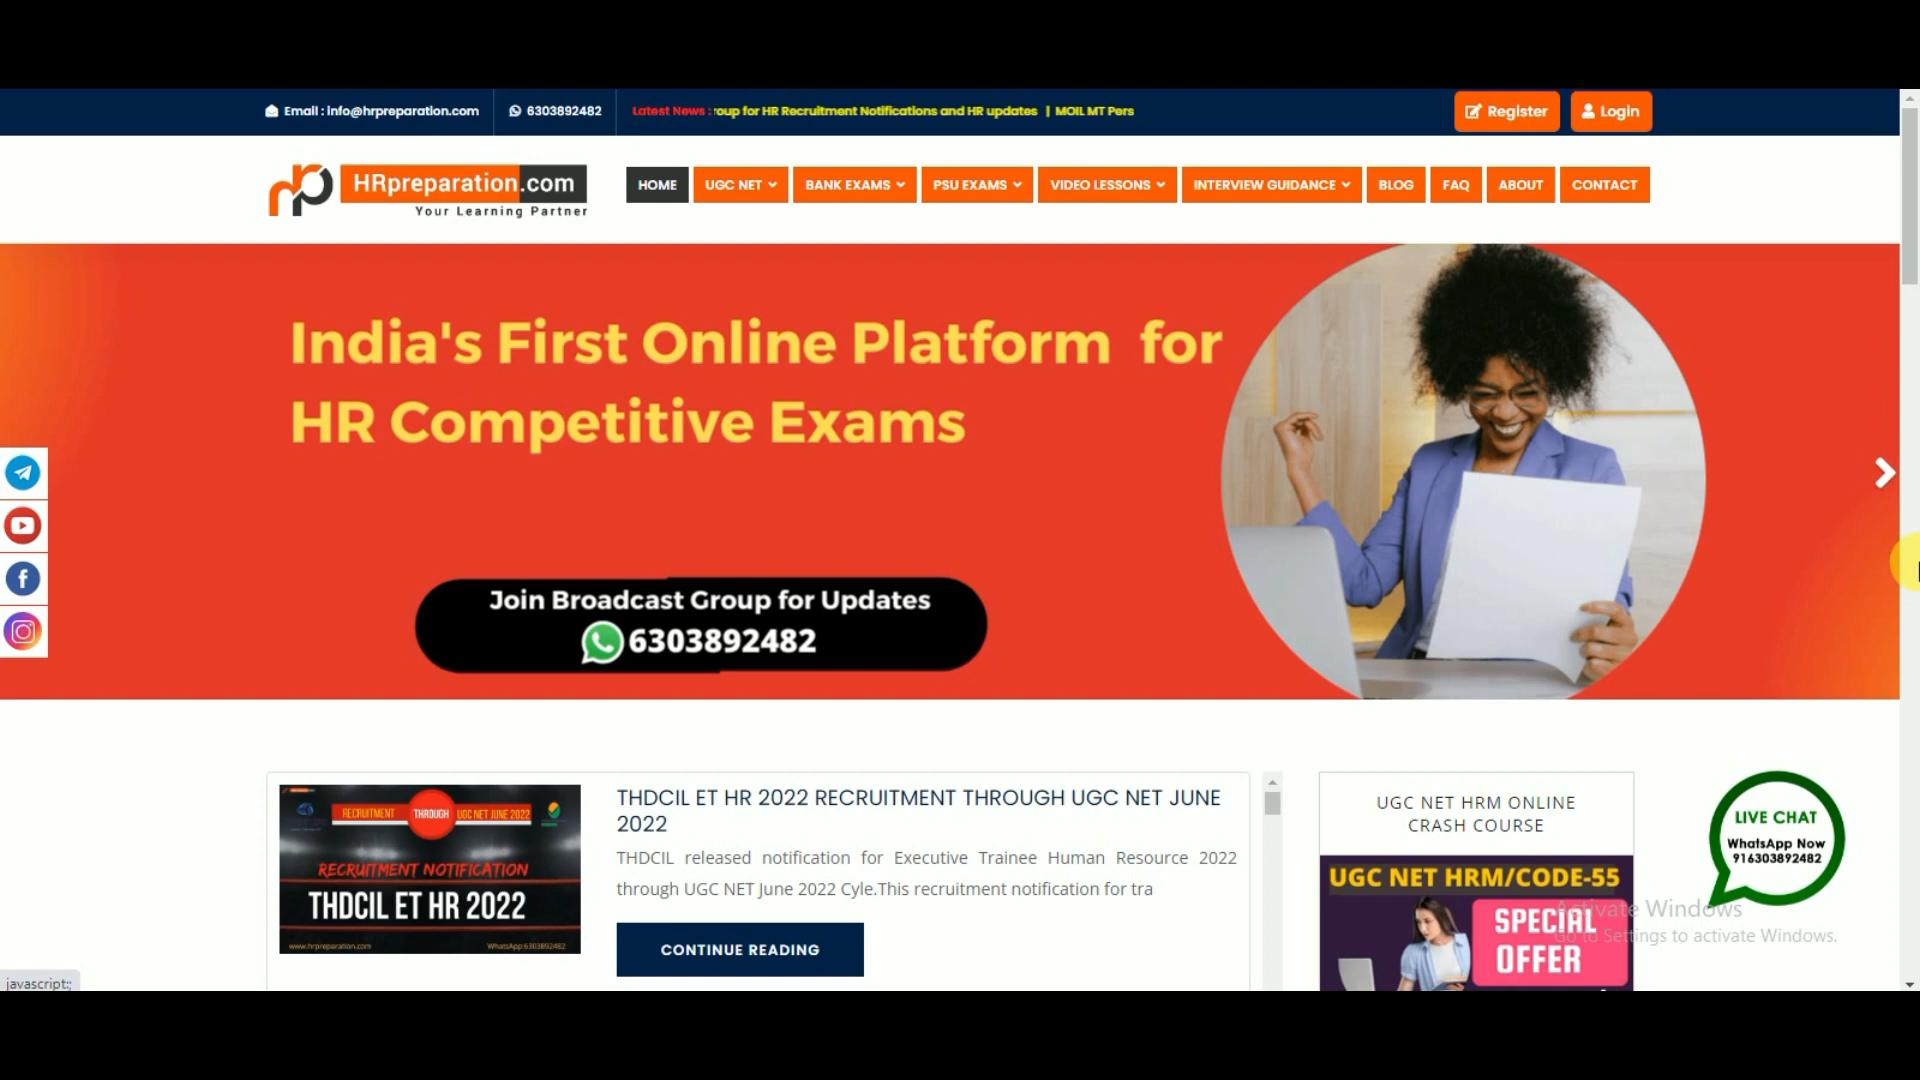 Email : info@hrpreparation.com
6303892482
Latest News : roup for HR Recruitment Notifications and HR updates | MOIL MT Pers
Register
Login
HRpreparation.com
Your Learning Partner
HOME
UGC NET
BANK EXAMS
PSU EXAMS
VIDEO LESSONS
INTERVIEW GUIDANCE
BLOG
FAQ
ABOUT
CONTACT
India's First Online Platform for
HR Competitive Exams
Join Broadcast Group for Updates
6303892482
RECRUITMENT THROUGH UGC NET JUNE 2022
RECRUITMENT NOTIFICATION
THDCIL ET HR 2022
www.hrpreparation.com
WhatsApp:6303892482
THDCIL ET HR 2022 RECRUITMENT THROUGH UGC NET JUNE
2022
THDCIL released notification for Executive Trainee Human Resource 2022
through UGC NET June 2022 Cyle.This recruitment notification for tra
CONTINUE READING
UGC NET HRM ONLINE
CRASH COURSE
UGC NET HRM/CODE-55
SPECIAL
OFFER
LIVE CHAT
WhatsApp Now
916303892482
Activate Windows
Go to Settings to activate Windows.
javascript:;